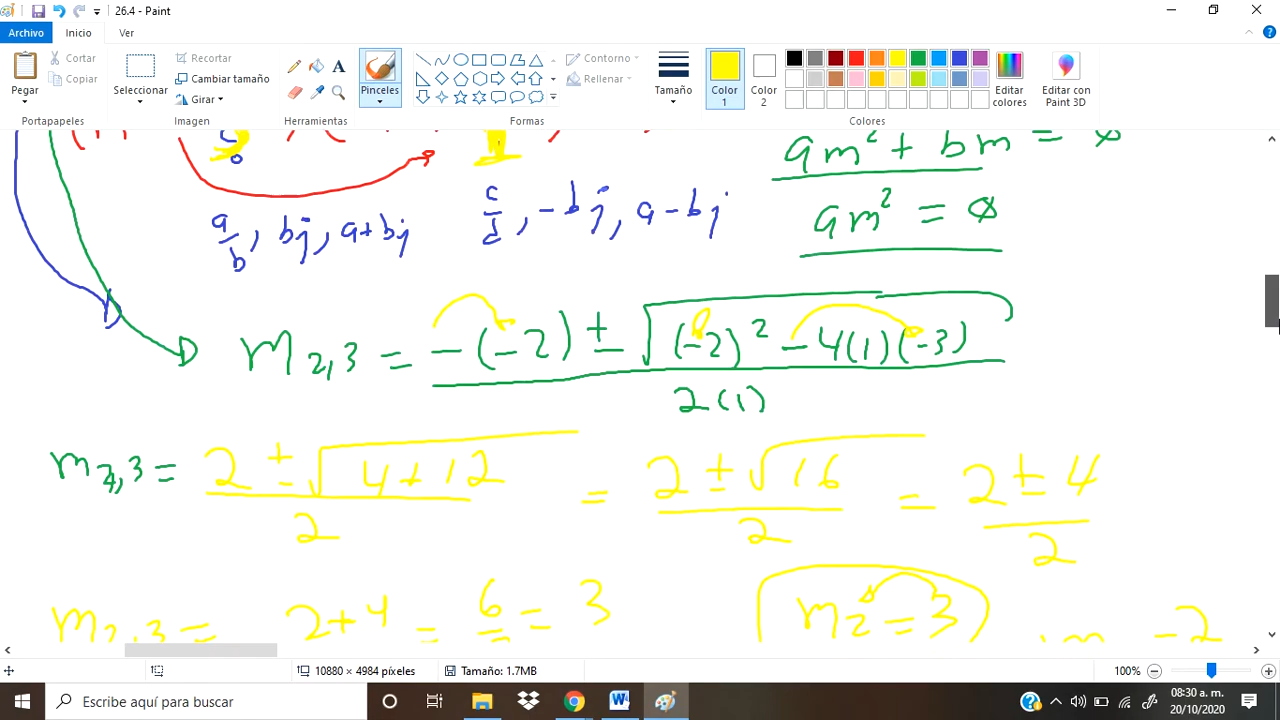 26.4 - Paint
Archivo Inicio Ver
Pegar
Cortar
Copiar
Portapapeles
Seleccionar
Recortar
Cambiar tamaño
Girar
Imagen
A
Herramientas
Pinceles
Contorno
Rellenar
Formas
Tamaño
Color 1
Color 2
Editar colores
Editar con Paint 3D
Colores
am² + bm = ø
am² = ø
a/b, bj, a+bj
c/d, -bj, a-bj
m2,3 = -(-2) ± √(-2)² - 4(1)(-3)
2(1)
m2,3 = 2 ± √4+12 / 2 = 2 ± √16 / 2 = 2 ± 4 / 2
m2,3 = 2+4 = 6 = 3 m2 = 3 -2
10880 × 4984 píxeles Tamaño: 1.7MB 100%
Escribe aquí para buscar
08:30 a. m.
20/10/2020